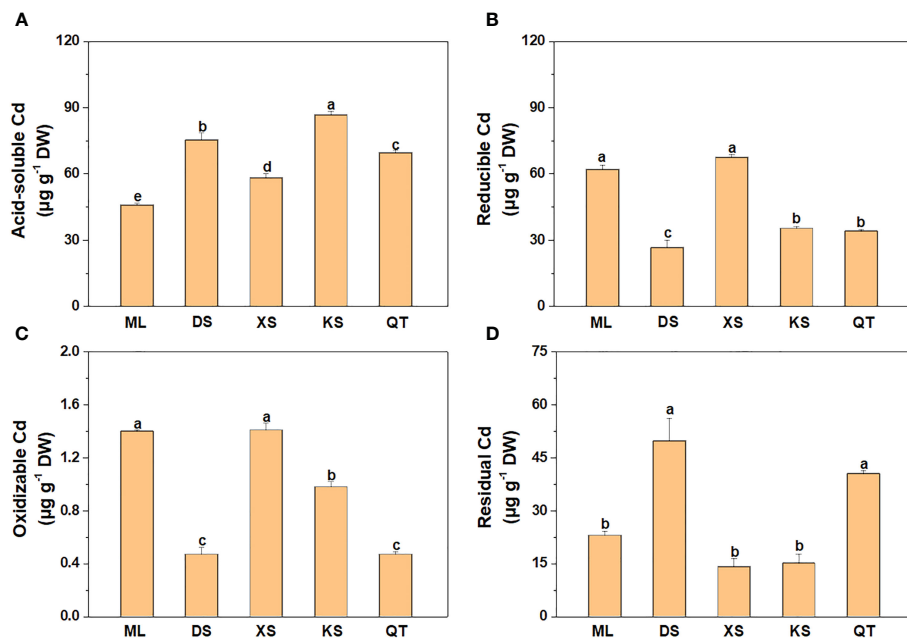 A
Acid-soluble Cd
(µg g⁻¹ DW)
120
90
60
30
0
e
b
d
a
c
ML DS XS KS QT
B
Reducible Cd
(µg g⁻¹ DW)
120
90
60
30
0
a
c
a
b
b
ML DS XS KS QT
C
Oxidizable Cd
(µg g⁻¹ DW)
2.0
1.6
1.2
0.8
0.4
0.0
a
c
a
b
c
ML DS XS KS QT
D
Residual Cd
(µg g⁻¹ DW)
75
60
45
30
15
0
b
a
b
b
a
ML DS XS KS QT